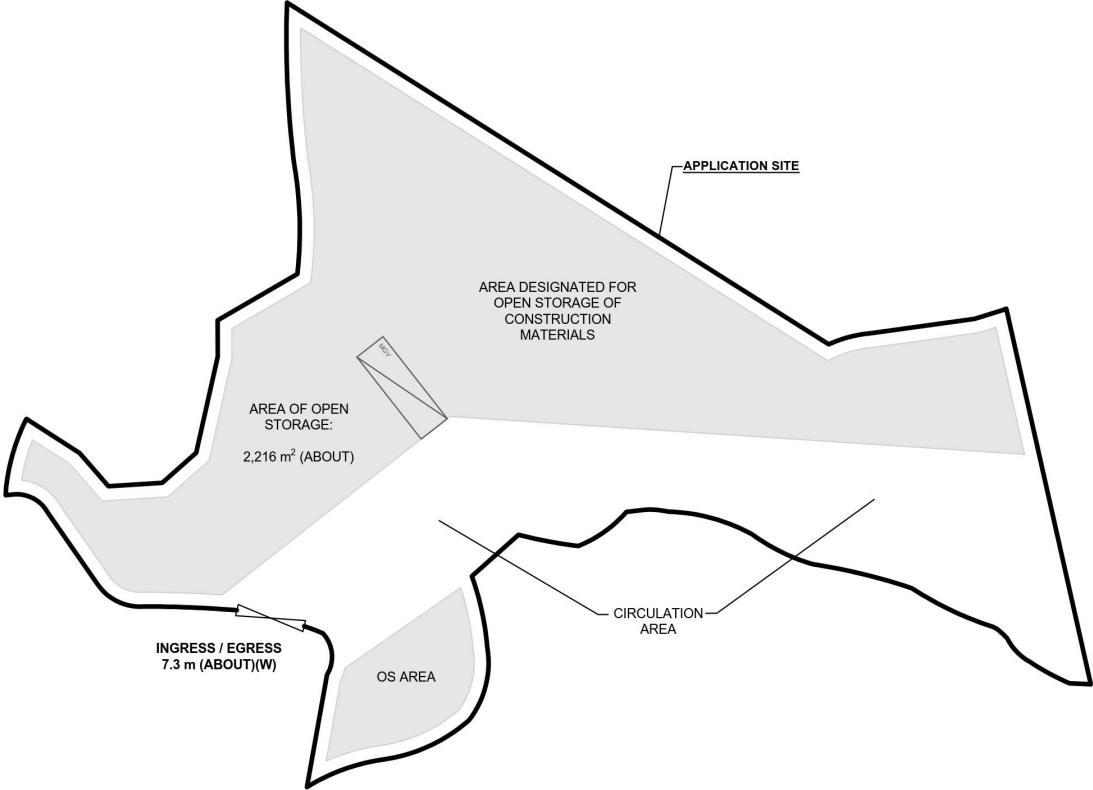 APPLICATION SITE
AREA DESIGNATED FOR
OPEN STORAGE OF
CONSTRUCTION
MATERIALS
MGV
AREA OF OPEN
STORAGE:
2,216 m² (ABOUT)
CIRCULATION
AREA
INGRESS / EGRESS
7.3 m (ABOUT)(W)
OS AREA